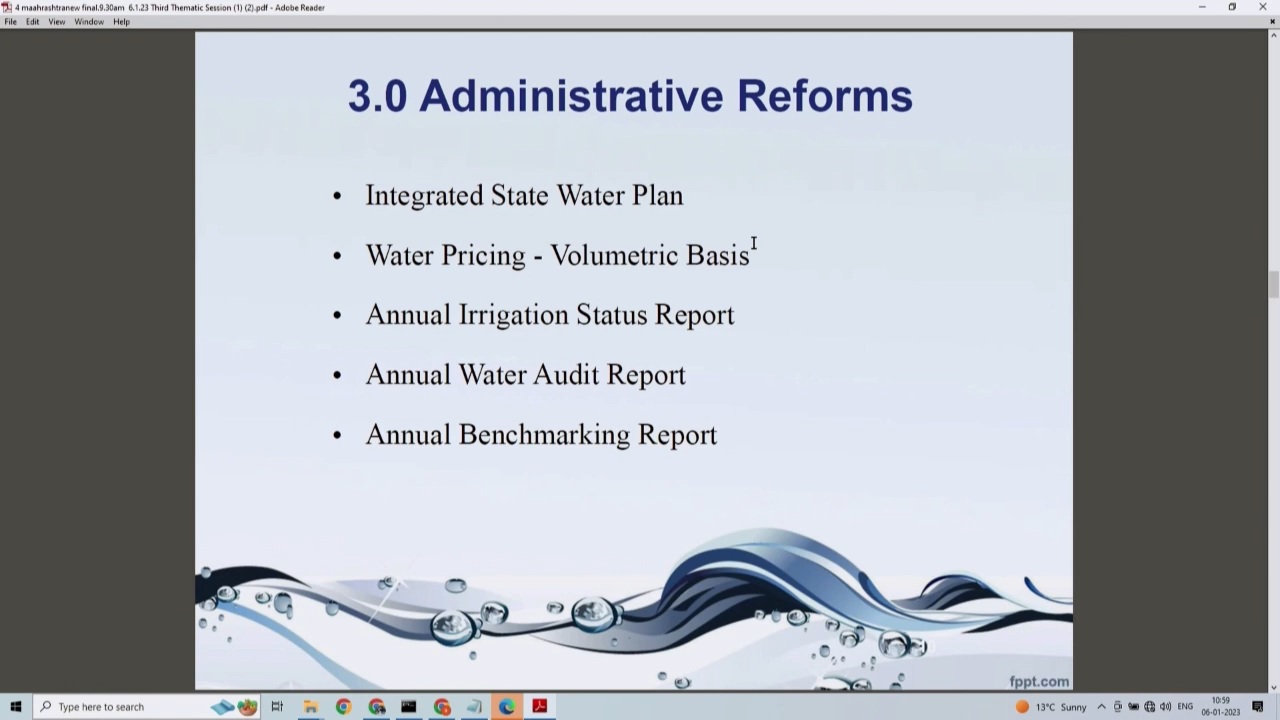 4 maahrashtranew final.9.30am 6.1.23 Third Thematic Session (1) (2).pdf - Adobe Reader
File Edit View Window Help
3.0 Administrative Reforms
• Integrated State Water Plan
• Water Pricing - Volumetric Basis
• Annual Irrigation Status Report
• Annual Water Audit Report
• Annual Benchmarking Report
fppt.com
Type here to search
13°C Sunny
ENG
10:59
06-01-2023